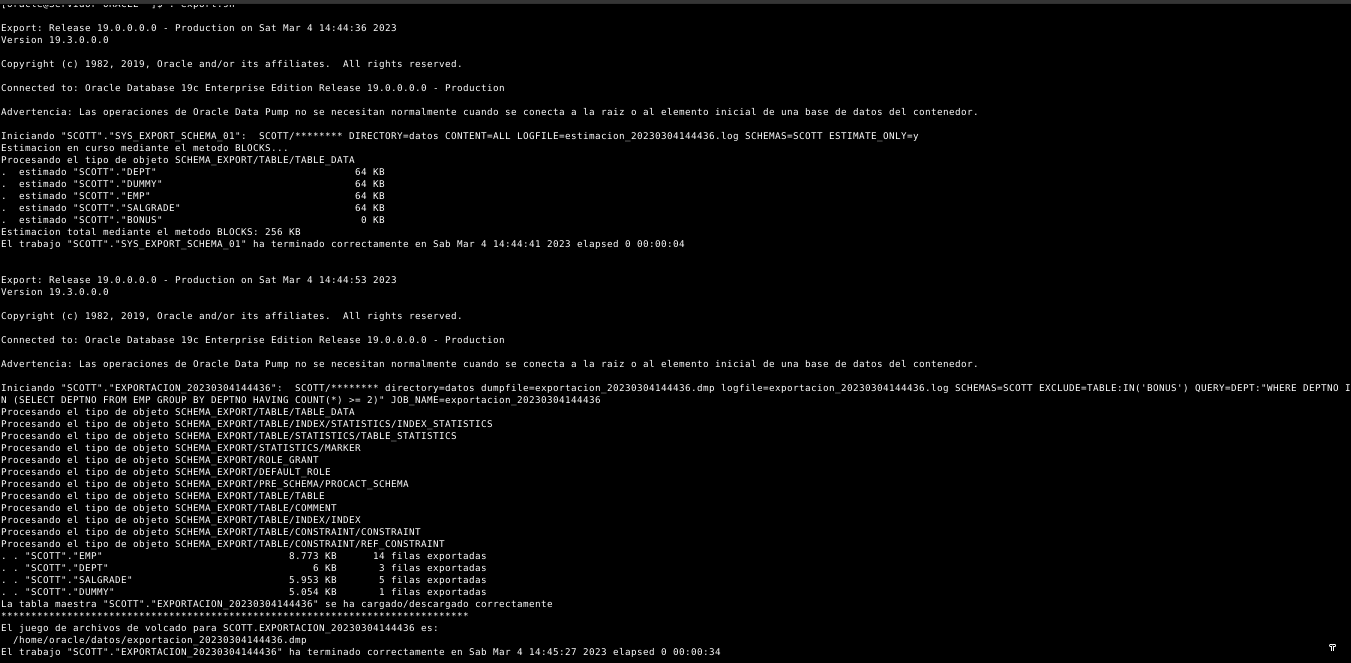 [oracle@servidor-ORACLE ~]$ . export.sh
Export: Release 19.0.0.0.0 - Production on Sat Mar 4 14:44:36 2023
Version 19.3.0.0.0
Copyright (c) 1982, 2019, Oracle and/or its affiliates.  All rights reserved.
Connected to: Oracle Database 19c Enterprise Edition Release 19.0.0.0.0 - Production
Advertencia: Las operaciones de Oracle Data Pump no se necesitan normalmente cuando se conecta a la raiz o al elemento inicial de una base de datos del contenedor.
Iniciando "SCOTT"."SYS_EXPORT_SCHEMA_01":  SCOTT/******** DIRECTORY=datos CONTENT=ALL LOGFILE=estimacion_20230304144436.log SCHEMAS=SCOTT ESTIMATE_ONLY=y
Estimacion en curso mediante el metodo BLOCKS...
Procesando el tipo de objeto SCHEMA_EXPORT/TABLE/TABLE_DATA
.  estimado "SCOTT"."DEPT"                                 64 KB
.  estimado "SCOTT"."DUMMY"                                64 KB
.  estimado "SCOTT"."EMP"                                  64 KB
.  estimado "SCOTT"."SALGRADE"                             64 KB
.  estimado "SCOTT"."BONUS"                                 0 KB
Estimacion total mediante el metodo BLOCKS: 256 KB
El trabajo "SCOTT"."SYS_EXPORT_SCHEMA_01" ha terminado correctamente en Sab Mar 4 14:44:41 2023 elapsed 0 00:00:04
Export: Release 19.0.0.0.0 - Production on Sat Mar 4 14:44:53 2023
Version 19.3.0.0.0
Copyright (c) 1982, 2019, Oracle and/or its affiliates.  All rights reserved.
Connected to: Oracle Database 19c Enterprise Edition Release 19.0.0.0.0 - Production
Advertencia: Las operaciones de Oracle Data Pump no se necesitan normalmente cuando se conecta a la raiz o al elemento inicial de una base de datos del contenedor.
Iniciando "SCOTT"."EXPORTACION_20230304144436":  SCOTT/******** directory=datos dumpfile=exportacion_20230304144436.dmp logfile=exportacion_20230304144436.log SCHEMAS=SCOTT EXCLUDE=TABLE:IN('BONUS') QUERY=DEPT:"WHERE DEPTNO I
N (SELECT DEPTNO FROM EMP GROUP BY DEPTNO HAVING COUNT(*) >= 2)" JOB_NAME=exportacion_20230304144436
Procesando el tipo de objeto SCHEMA_EXPORT/TABLE/TABLE_DATA
Procesando el tipo de objeto SCHEMA_EXPORT/TABLE/INDEX/STATISTICS/INDEX_STATISTICS
Procesando el tipo de objeto SCHEMA_EXPORT/TABLE/STATISTICS/TABLE_STATISTICS
Procesando el tipo de objeto SCHEMA_EXPORT/STATISTICS/MARKER
Procesando el tipo de objeto SCHEMA_EXPORT/ROLE_GRANT
Procesando el tipo de objeto SCHEMA_EXPORT/DEFAULT_ROLE
Procesando el tipo de objeto SCHEMA_EXPORT/PRE_SCHEMA/PROCACT_SCHEMA
Procesando el tipo de objeto SCHEMA_EXPORT/TABLE/TABLE
Procesando el tipo de objeto SCHEMA_EXPORT/TABLE/COMMENT
Procesando el tipo de objeto SCHEMA_EXPORT/TABLE/INDEX/INDEX
Procesando el tipo de objeto SCHEMA_EXPORT/TABLE/CONSTRAINT/CONSTRAINT
Procesando el tipo de objeto SCHEMA_EXPORT/TABLE/CONSTRAINT/REF_CONSTRAINT
. . "SCOTT"."EMP"                               8.773 KB      14 filas exportadas
. . "SCOTT"."DEPT"                                  6 KB       3 filas exportadas
. . "SCOTT"."SALGRADE"                          5.953 KB       5 filas exportadas
. . "SCOTT"."DUMMY"                             5.054 KB       1 filas exportadas
La tabla maestra "SCOTT"."EXPORTACION_20230304144436" se ha cargado/descargado correctamente
******************************************************************************
El juego de archivos de volcado para SCOTT.EXPORTACION_20230304144436 es:
  /home/oracle/datos/exportacion_20230304144436.dmp
El trabajo "SCOTT"."EXPORTACION_20230304144436" ha terminado correctamente en Sab Mar 4 14:45:27 2023 elapsed 0 00:00:34